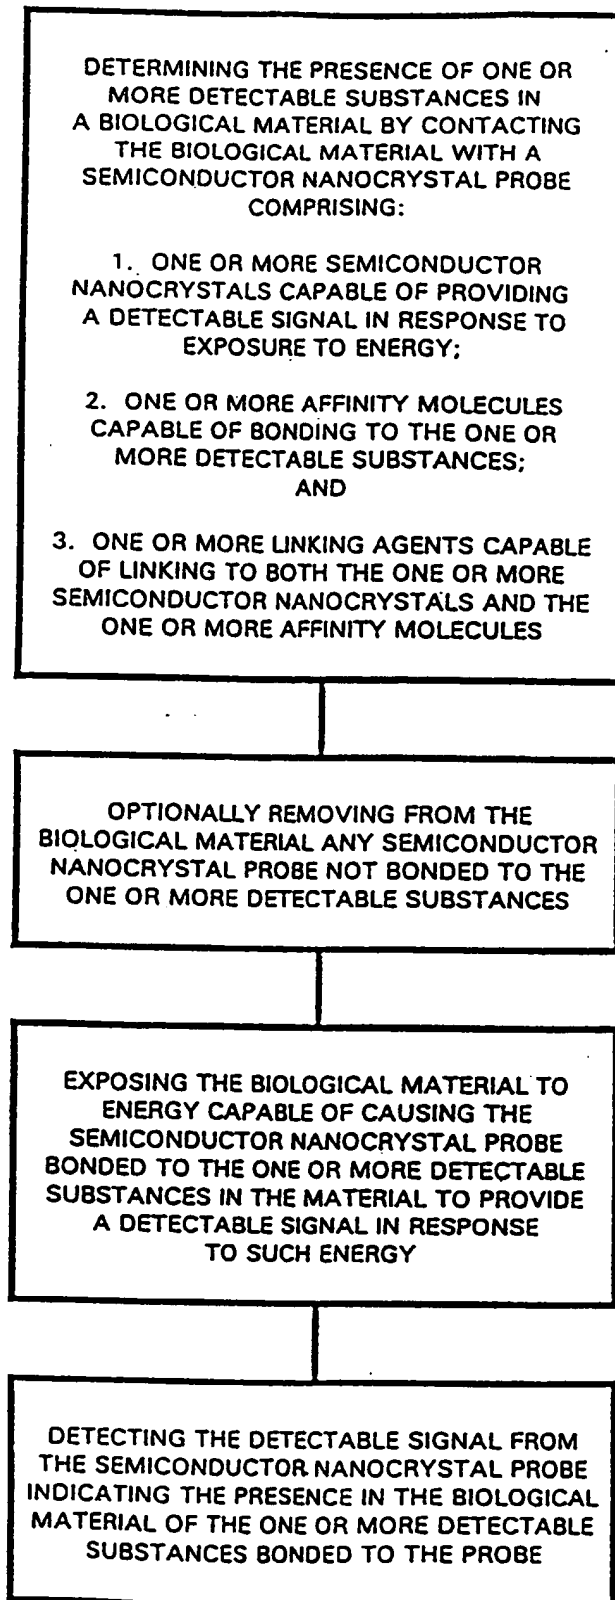 DETERMINING THE PRESENCE OF ONE OR
MORE DETECTABLE SUBSTANCES IN
A BIOLOGICAL MATERIAL BY CONTACTING
THE BIOLOGICAL MATERIAL WITH A
SEMICONDUCTOR NANOCRYSTAL PROBE
COMPRISING:
1. ONE OR MORE SEMICONDUCTOR
NANOCRYSTALS CAPABLE OF PROVIDING
A DETECTABLE SIGNAL IN RESPONSE TO
EXPOSURE TO ENERGY;
2. ONE OR MORE AFFINITY MOLECULES
CAPABLE OF BONDING TO THE ONE OR
MORE DETECTABLE SUBSTANCES;
AND
3. ONE OR MORE LINKING AGENTS CAPABLE
OF LINKING TO BOTH THE ONE OR MORE
SEMICONDUCTOR NANOCRYSTALS AND THE
ONE OR MORE AFFINITY MOLECULES
OPTIONALLY REMOVING FROM THE
BIOLOGICAL MATERIAL ANY SEMICONDUCTOR
NANOCRYSTAL PROBE NOT BONDED TO THE
ONE OR MORE DETECTABLE SUBSTANCES
EXPOSING THE BIOLOGICAL MATERIAL TO
ENERGY CAPABLE OF CAUSING THE
SEMICONDUCTOR NANOCRYSTAL PROBE
BONDED TO THE ONE OR MORE DETECTABLE
SUBSTANCES IN THE MATERIAL TO PROVIDE
A DETECTABLE SIGNAL IN RESPONSE
TO SUCH ENERGY
DETECTING THE DETECTABLE SIGNAL FROM
THE SEMICONDUCTOR NANOCRYSTAL PROBE
INDICATING THE PRESENCE IN THE BIOLOGICAL
MATERIAL OF THE ONE OR MORE DETECTABLE
SUBSTANCES BONDED TO THE PROBE